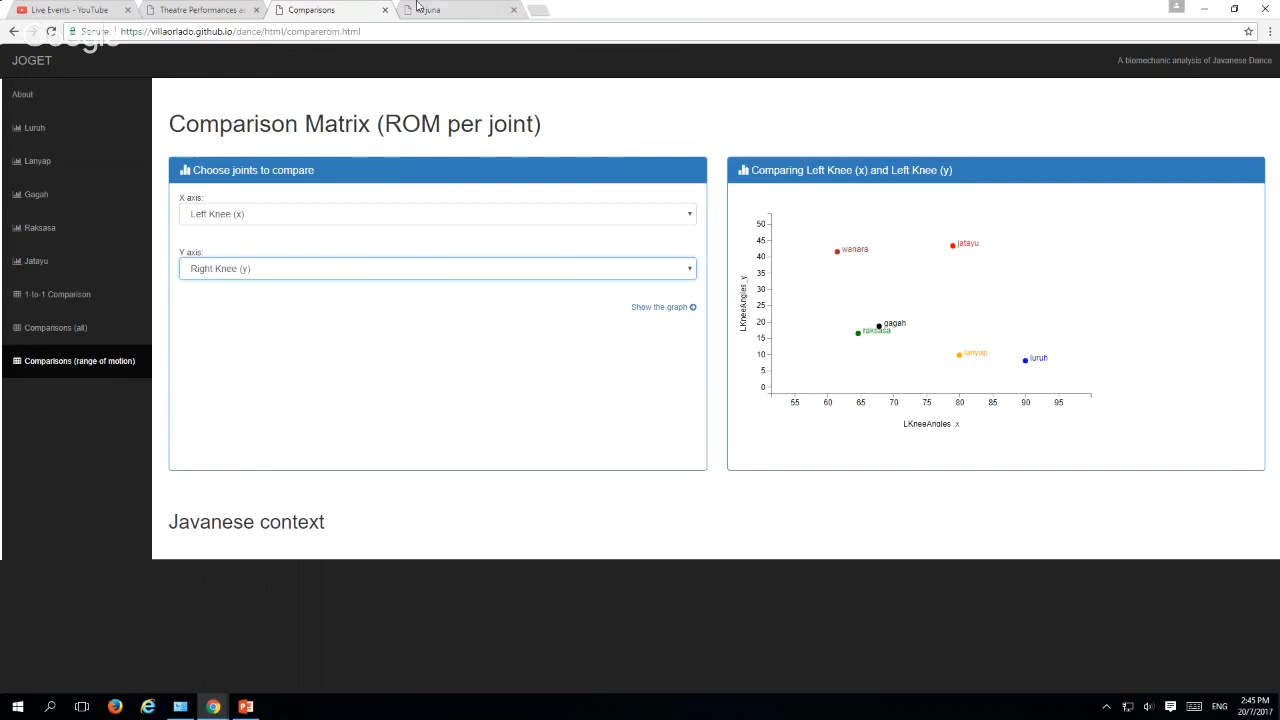 Live Events - YouTube
Theatre Performances as
Comparisons
Secure https://villaorlado.github.io/dance/html/comparerom.html
JOGET
A biomechanic analysis of Javanese Dance
About
Luruh
Lanyap
Gagah
Raksasa
Jatayu
1-to-1 Comparison
Comparisons (all)
Comparisons (range of motion)
Comparison Matrix (ROM per joint)
Choose joints to compare
X axis:
Left Knee (x)
Y axis:
Right Knee (y)
Show the graph
Comparing Left Knee (x) and Left Knee (y)
50
45
40
35
30
25
20
15
10
5
0
LKneeAngles_y
wanara
jatayu
gagah
raksasa
lanyap
luruh
55 60 65 70 75 80 85 90 95
LKneeAngles x
Javanese context
ENG
2:45 PM
20/7/2017